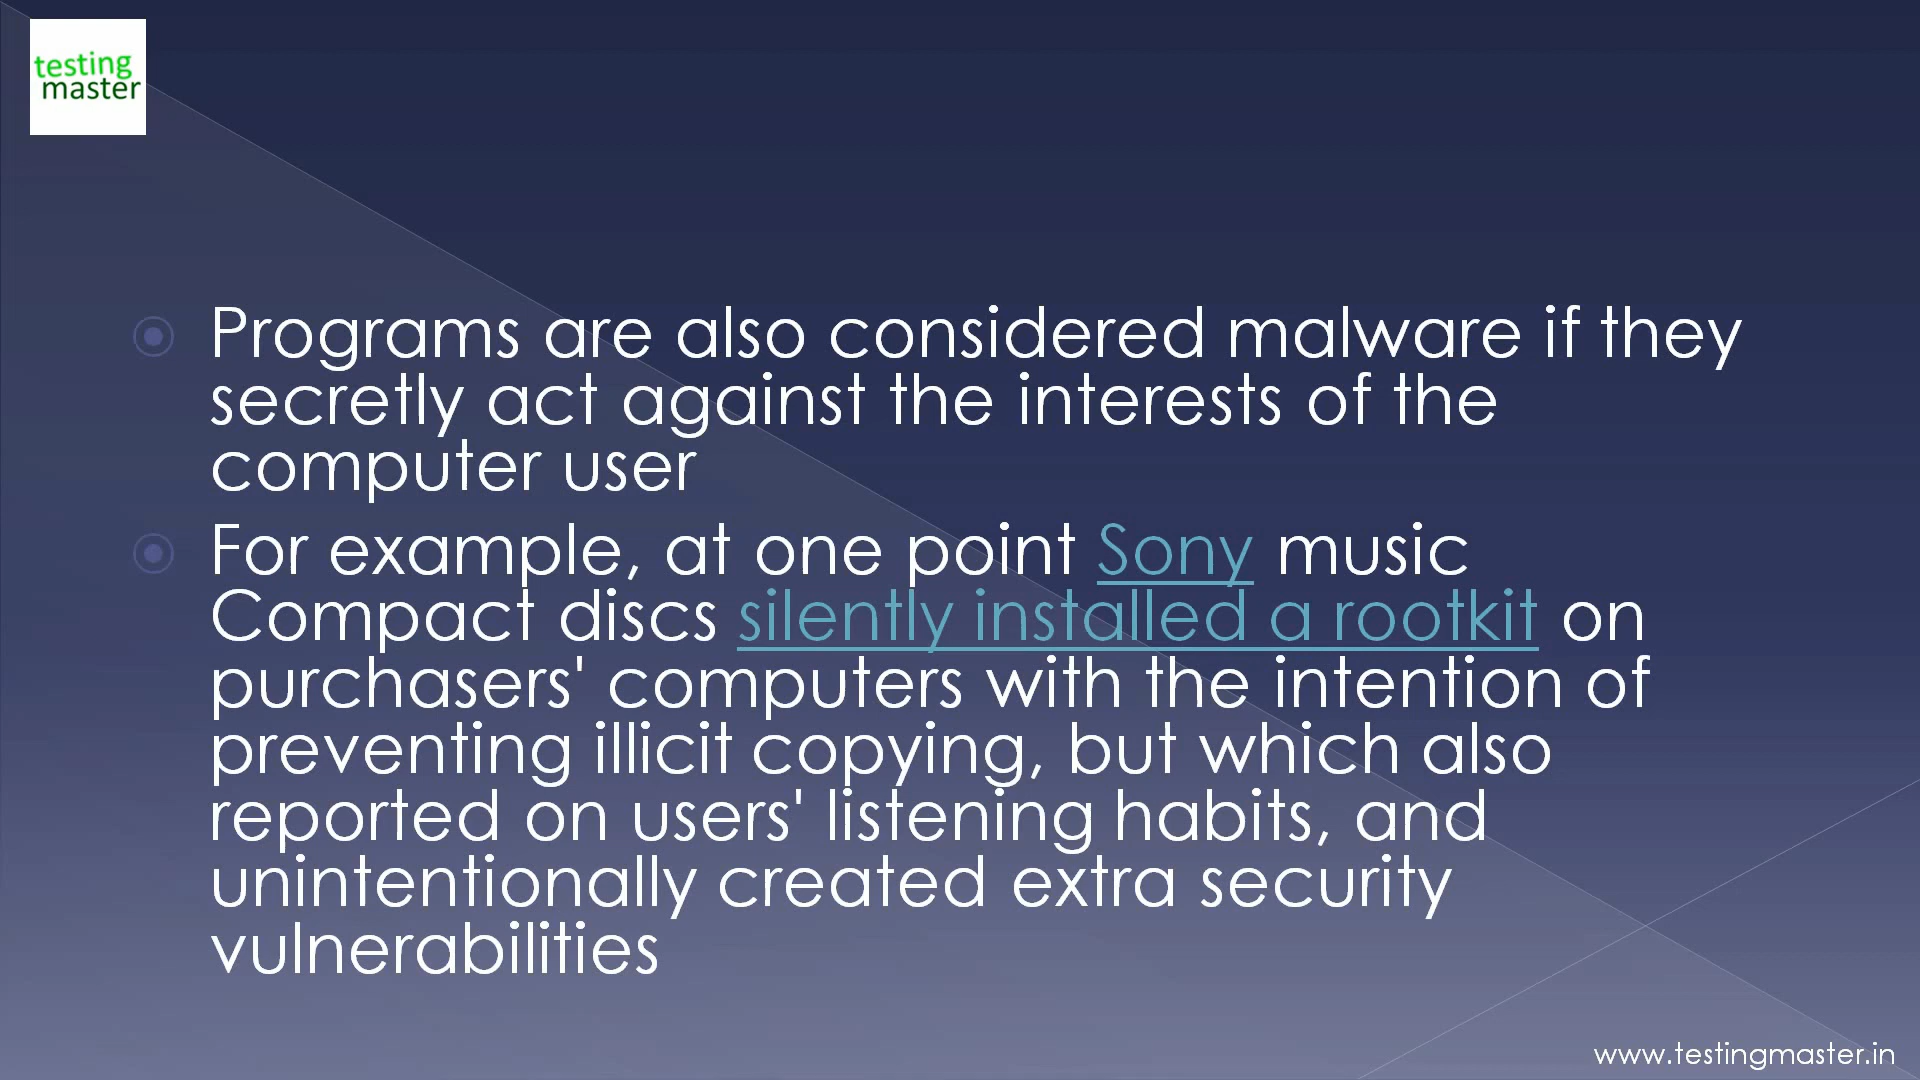 testing
master
Programs are also considered malware if they
secretly act against the interests of the
computer user
For example, at one point Sony music
Compact discs silently installed a rootkit on
purchasers' computers with the intention of
preventing illicit copying, but which also
reported on users' listening habits, and
unintentionally created extra security
vulnerabilities
www.testingmaster.in